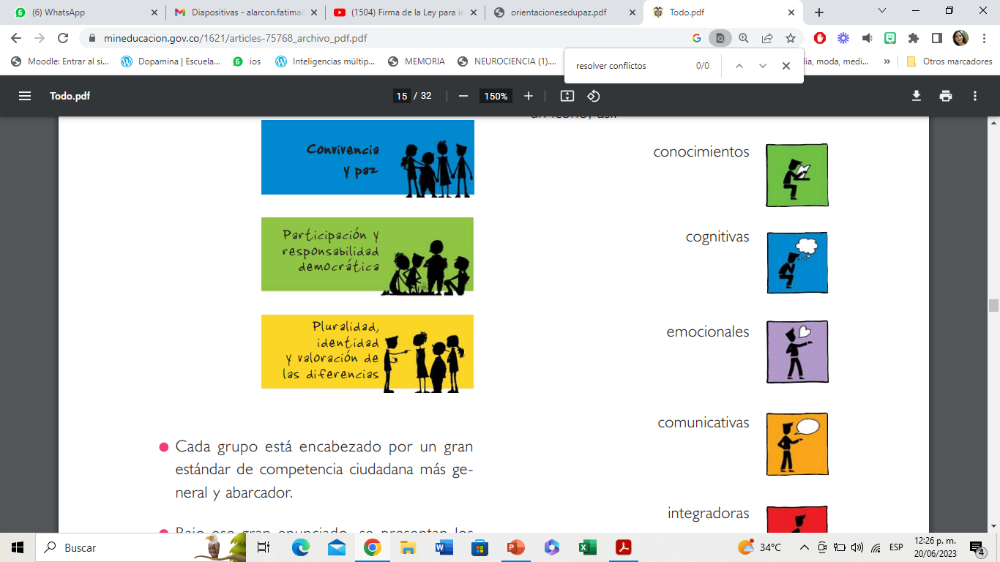 (6) WhatsApp
Diapositivas - alarcon.fatima@
(1504) Firma de la Ley para in
orientacionesedupaz.pdf
Todo.pdf
mineducacion.gov.co/1621/articles-75768_archivo_pdf.pdf
Moodle: Entrar al si...
Dopamina | Escuela...
ios
Inteligencias múltip...
MEMORIA
NEUROCIENCIA (1)....
dia, moda, medi...
»
Otros marcadores
resolver conflictos
0/0
Todo.pdf
15 / 32
150%
Convivencia
y paz
Participación y
responsabilidad
democrática
Pluralidad,
identidad
y valoración de
las diferencias
Cada grupo está encabezado por un gran
estándar de competencia ciudadana más ge-
neral y abarcador.
Bajo ese gran enunciado, se presentan los
un ícono, así:
conocimientos
cognitivas
emocionales
comunicativas
integradoras
Buscar
34°C
ESP
12:26 p. m.
20/06/2023
4